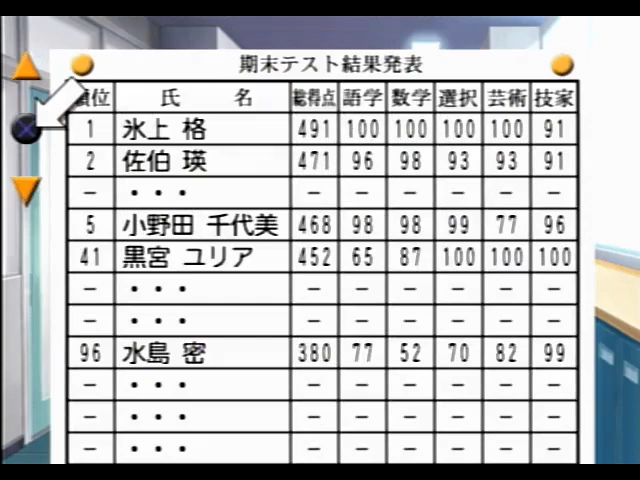 期末テスト結果発表
順位 氏 名 総得点 語学 数学 選択 芸術 技家
1 氷上 格 491 100 100 100 100 91
2 佐伯 瑛 471 96 98 93 93 91
− ・・・ − − − − − −
5 小野田 千代美 468 98 98 99 77 96
41 黒宮 ユリア 452 65 87 100 100 100
− ・・・ − − − − − −
− ・・・ − − − − − −
96 水島 密 380 77 52 70 82 99
− ・・・ − − − − − −
− ・・・ − − − − − −
− ・・・ − − − − − −